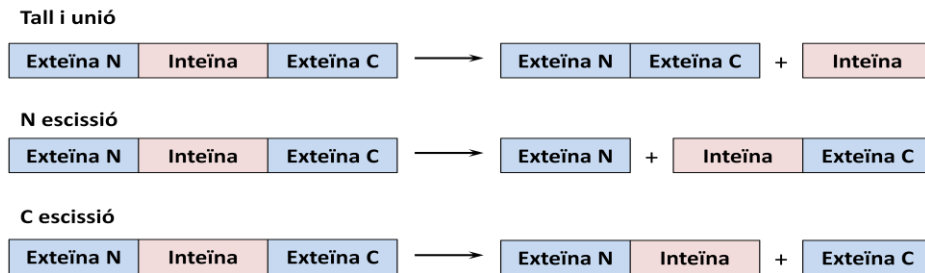 Tall i unió
Exteïna N Inteïna Exteïna C Exteïna N Exteïna C + Inteïna
N escissió
Exteïna N Inteïna Exteïna C Exteïna N + Inteïna Exteïna C
C escissió
Exteïna N Inteïna Exteïna C Exteïna N Inteïna + Exteïna C